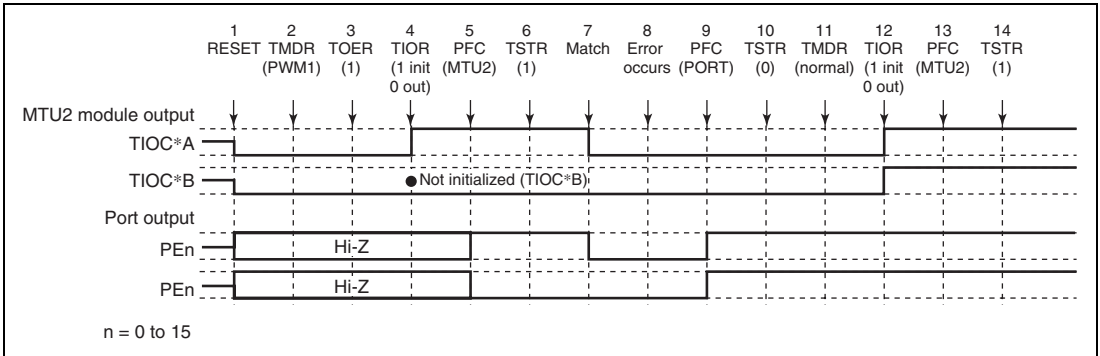 1 2 3 4 5 6 7 8 9 10 11 12 13 14
RESET TMDR TOER TIOR PFC TSTR Match Error PFC TSTR TMDR TIOR PFC TSTR
(PWM1) (1) (1 init (MTU2) (1) occurs (PORT) (0) (normal) (1 init (MTU2) (1)
0 out) 0 out)
MTU2 module output
TIOC*A
TIOC*B
Not initialized (TIOC*B)
Port output
PEn
Hi-Z
PEn
Hi-Z
n = 0 to 15